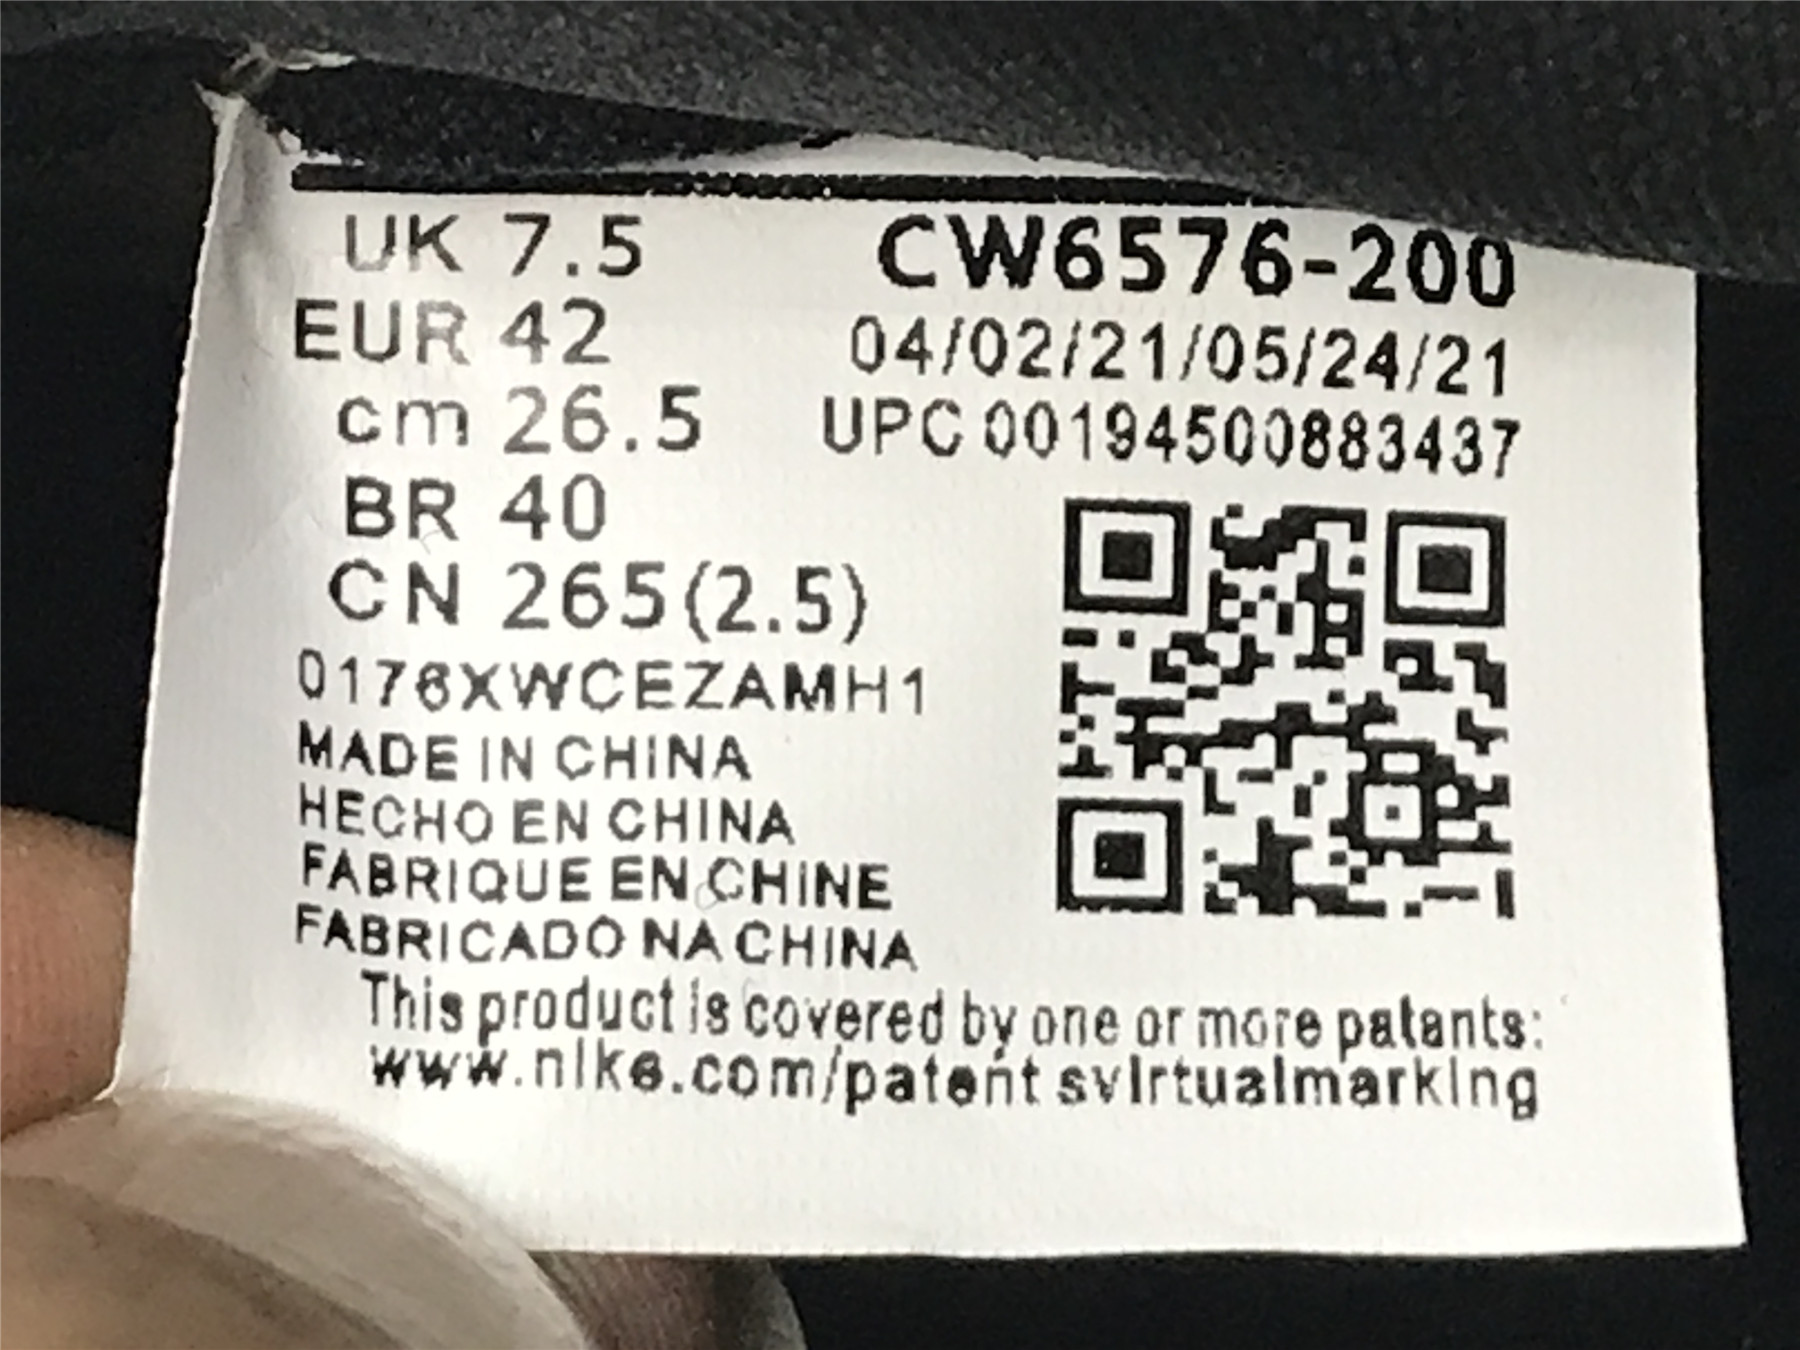 UK 7.5
EUR 42
cm 26.5
BR 40
CN 265(2.5)
0176XWCEZAMH1
MADE IN CHINA
HECHO EN CHINA
FABRIQUE EN CHINE
FABRICADO NA CHINA
CW6576-200
04/02/21/05/24/21
UPC 00194500883437
This product is covered by one or more patants:
www.nike.com/patent svirtualmarking